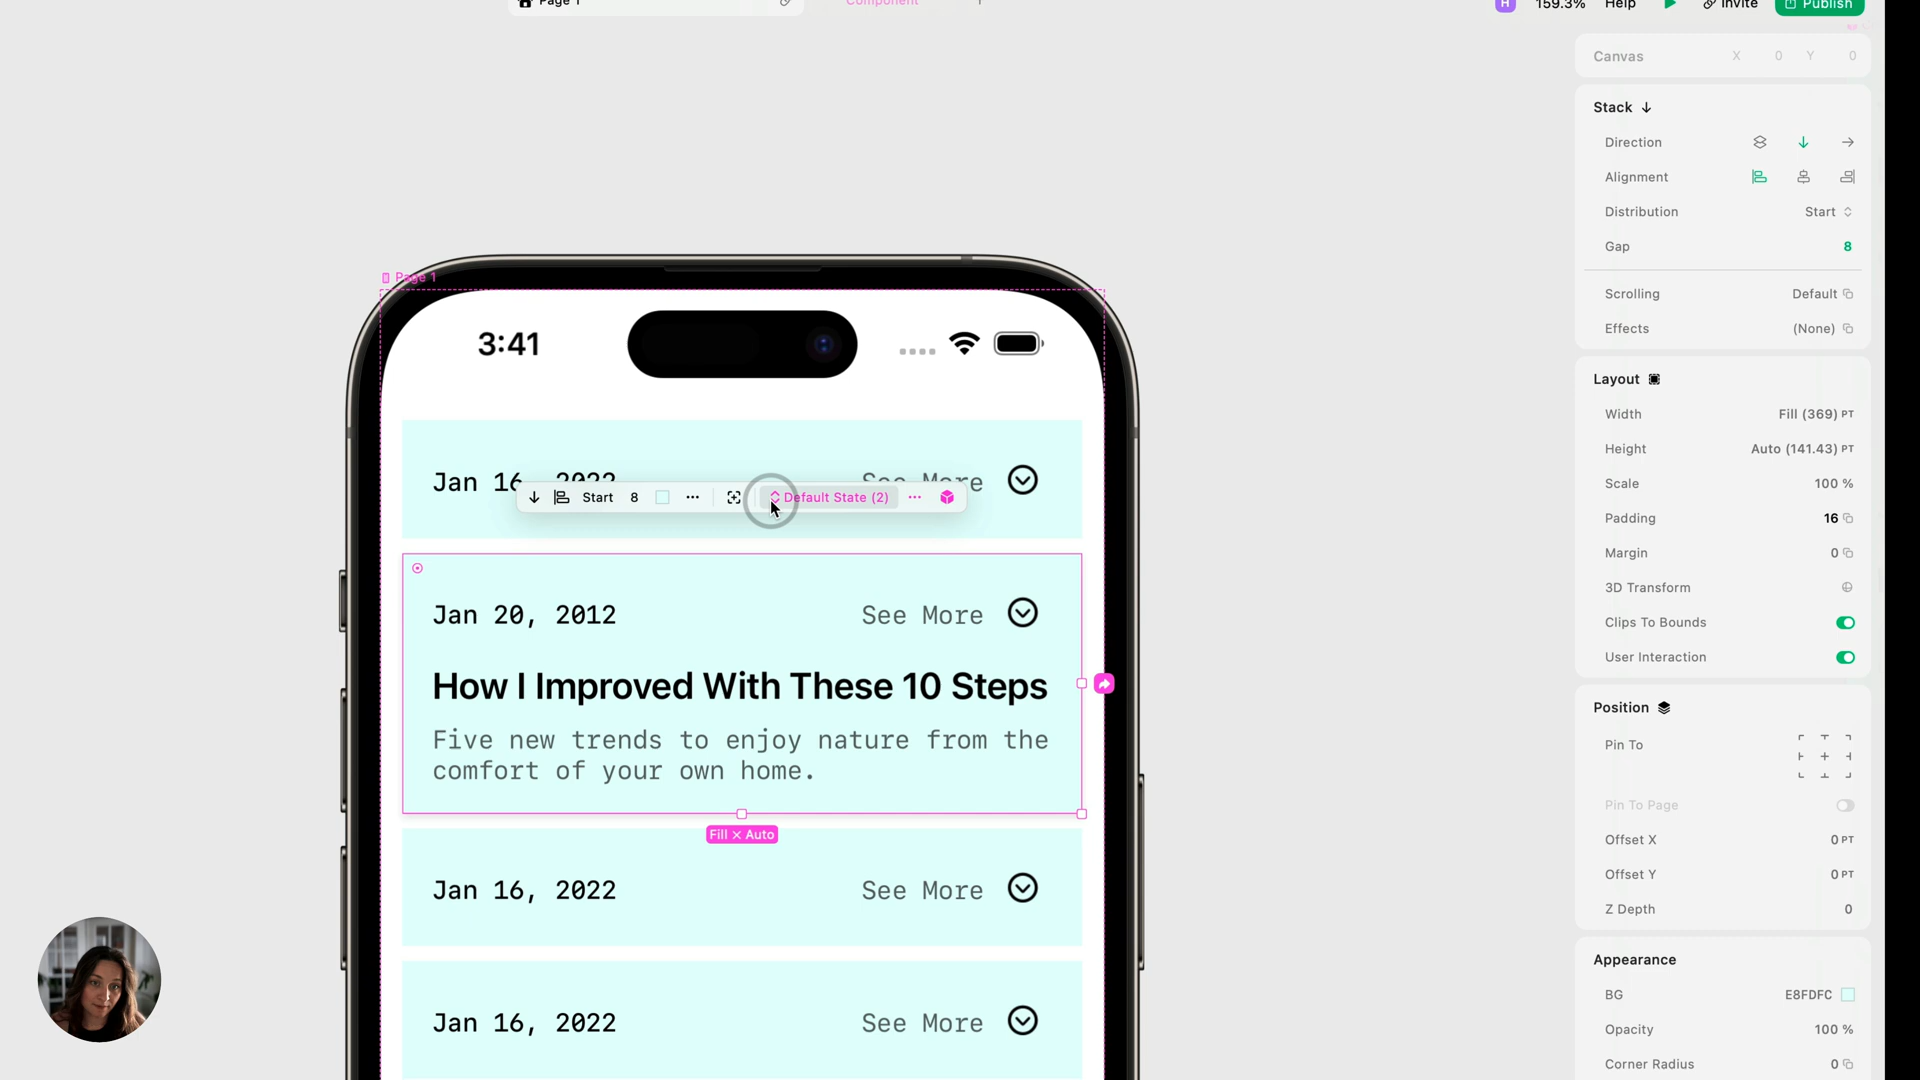 Page 1
Component
H
159.3%
Help
Invite
Publish
Canvas
X
0
Y
0
Stack
Direction
Alignment
Distribution
Start
Gap
8
Scrolling
Default
Effects
(None)
Layout
Width
Fill (369) PT
Height
Auto (141.43) PT
Scale
100 %
Padding
16
Margin
0
3D Transform
Clips To Bounds
User Interaction
Position
Pin To
Pin To Page
Offset X
0 PT
Offset Y
0 PT
Z Depth
0
Appearance
BG
E8FDFC
Opacity
100 %
Corner Radius
0
Page 1
3:41
Jan 16, 2022
See More
Start
8
Default State (2)
Jan 20, 2012
See More
How I Improved With These 10 Steps
Five new trends to enjoy nature from the
comfort of your own home.
Fill × Auto
Jan 16, 2022
See More
Jan 16, 2022
See More